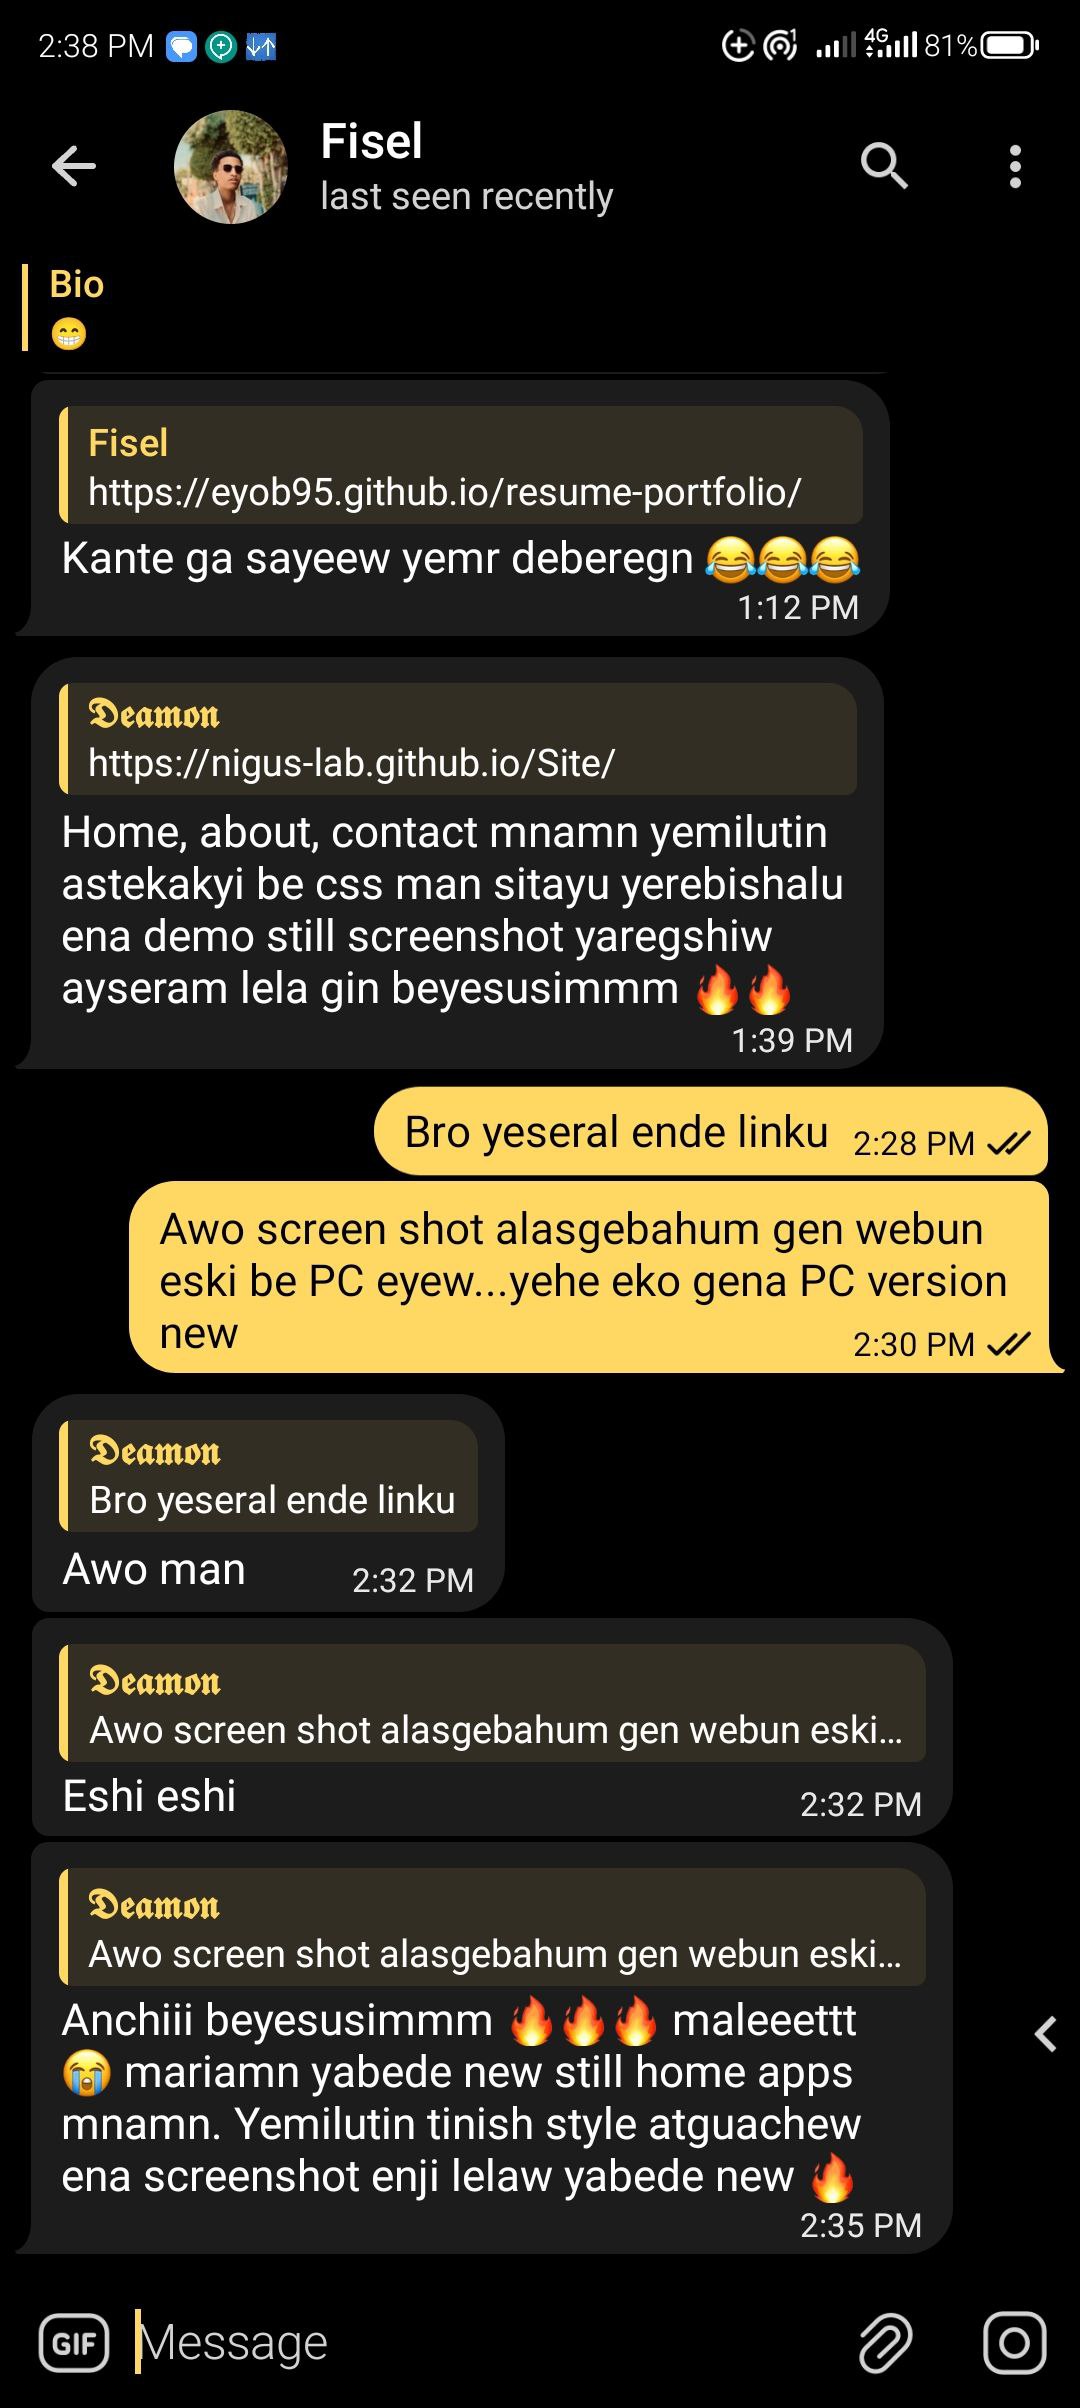 2:38 PM
4G 81%
Fisel
last seen recently
Bio
😁
Fisel
https://eyob95.github.io/resume-portfolio/
Kante ga sayeew yemr deberegn 😂😂😂
1:12 PM
𝕯𝖊𝖆𝖒𝖔𝖓
https://nigus-lab.github.io/Site/
Home, about, contact mnamn yemilutin
astekakyi be css man sitayu yerebishalu
ena demo still screenshot yaregshiw
ayseram lela gin beyesusimmm 🔥🔥
1:39 PM
Bro yeseral ende linku 2:28 PM
Awo screen shot alasgebahum gen webun
eski be PC eyew...yehe eko gena PC version
new
2:30 PM
𝕯𝖊𝖆𝖒𝖔𝖓
Bro yeseral ende linku
Awo man 2:32 PM
𝕯𝖊𝖆𝖒𝖔𝖓
Awo screen shot alasgebahum gen webun eski...
Eshi eshi 2:32 PM
𝕯𝖊𝖆𝖒𝖔𝖓
Awo screen shot alasgebahum gen webun eski...
Anchiii beyesusimmm 🔥🔥🔥 maleeettt
😭 mariamn yabede new still home apps
mnamn. Yemilutin tinish style atguachew
ena screenshot enji lelaw yabede new 🔥
2:35 PM
GIF Message